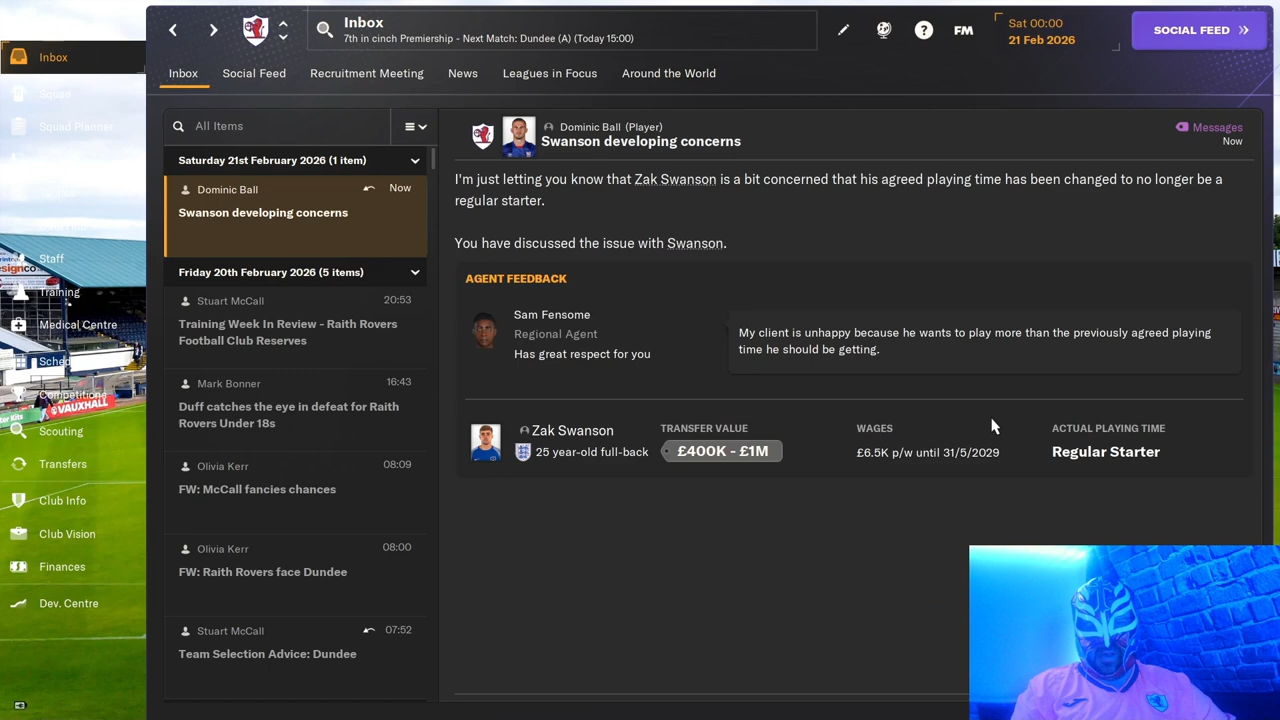 Inbox
7th in cinch Premiership - Next Match: Dundee (A) (Today 15:00)
FM
Sat 00:00
21 Feb 2026
SOCIAL FEED
Inbox
Social Feed
Recruitment Meeting
News
Leagues in Focus
Around the World
Inbox
Squad
Squad Planner
Staff
Training
Medical Centre
Sched
Competitions
Scouting
Transfers
Club Info
Club Vision
Finances
Dev. Centre
VAUXHALL
All Items
Saturday 21st February 2026 (1 item)
Dominic Ball
Now
Swanson developing concerns
Friday 20th February 2026 (5 items)
Stuart McCall
20:53
Training Week In Review - Raith Rovers
Football Club Reserves
Mark Bonner
16:43
Duff catches the eye in defeat for Raith
Rovers Under 18s
Olivia Kerr
08:09
FW: McCall fancies chances
Olivia Kerr
08:00
FW: Raith Rovers face Dundee
Stuart McCall
07:52
Team Selection Advice: Dundee
Dominic Ball (Player)
Swanson developing concerns
Messages
Now
I'm just letting you know that Zak Swanson is a bit concerned that his agreed playing time has been changed to no longer be a
regular starter.
You have discussed the issue with Swanson.
AGENT FEEDBACK
Sam Fensome
Regional Agent
Has great respect for you
My client is unhappy because he wants to play more than the previously agreed playing
time he should be getting.
Zak Swanson
25 year-old full-back
TRANSFER VALUE
£400K - £1M
WAGES
£6.5K p/w until 31/5/2029
ACTUAL PLAYING TIME
Regular Starter